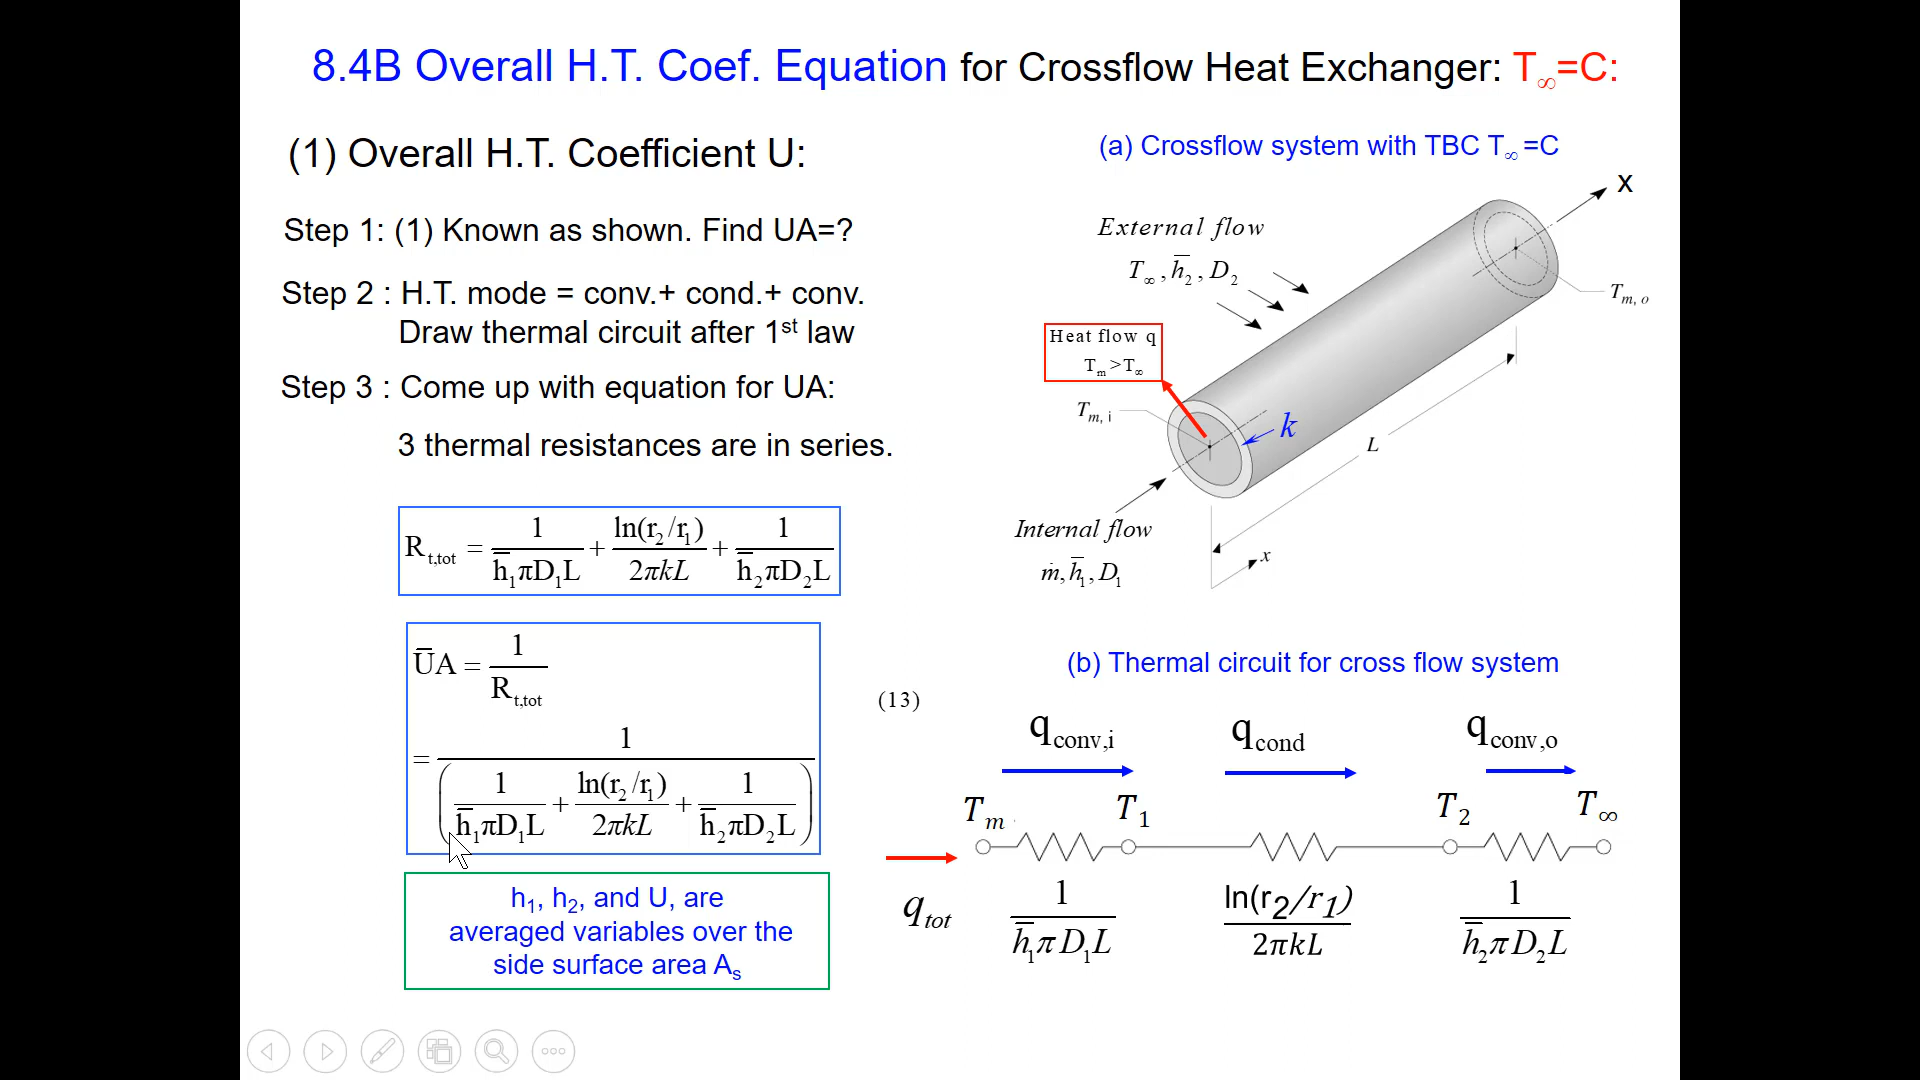 8.4B Overall H.T. Coef. Equation for Crossflow Heat Exchanger: T∞=C:
(1) Overall H.T. Coefficient U:
Step 1: (1) Known as shown. Find UA=?
Step 2 : H.T. mode = conv.+ cond.+ conv.
Draw thermal circuit after 1st law
Step 3 : Come up with equation for UA:
3 thermal resistances are in series.
R t,tot = 1/(h̄₁πD₁L) + ln(r₂/r₁)/(2πkL) + 1/(h̄₂πD₂L)
ŪA = 1/R t,tot
= 1/(1/(h̄₁πD₁L) + ln(r₂/r₁)/(2πkL) + 1/(h̄₂πD₂L))
(13)
h₁, h₂, and U, are
averaged variables over the
side surface area As
(a) Crossflow system with TBC T∞ =C
x
External flow
T∞, h̄₂, D₂
Tm, o
Heat flow q
Tm >T∞
Tm, i
k
L
Internal flow
ṁ, h̄₁, D₁
x
(b) Thermal circuit for cross flow system
qconv,i qcond qconv,o
Tm T1 T2 T∞
qtot
1/(h̄₁πD₁L) ln(r2/r1)/(2πkL) 1/(h̄₂πD₂L)